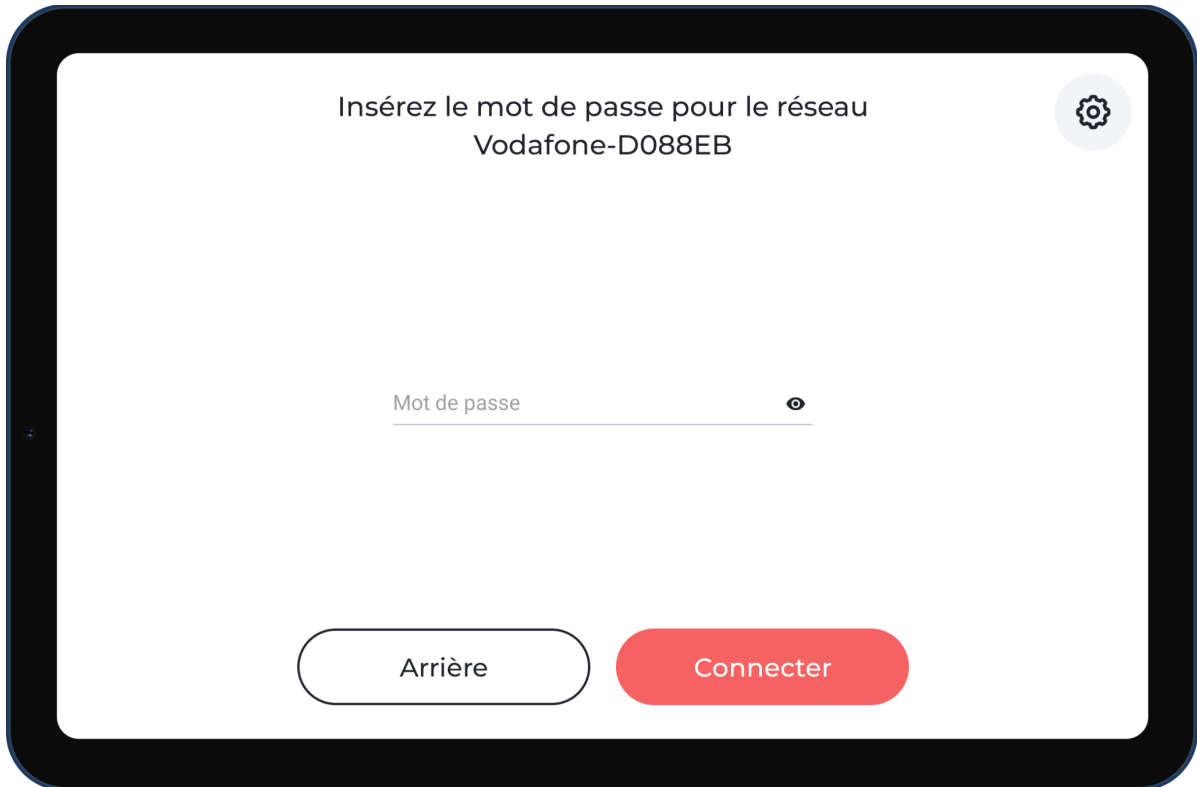 Insérez le mot de passe pour le réseau
Vodafone-D088EB
Mot de passe
Arrière
Connecter